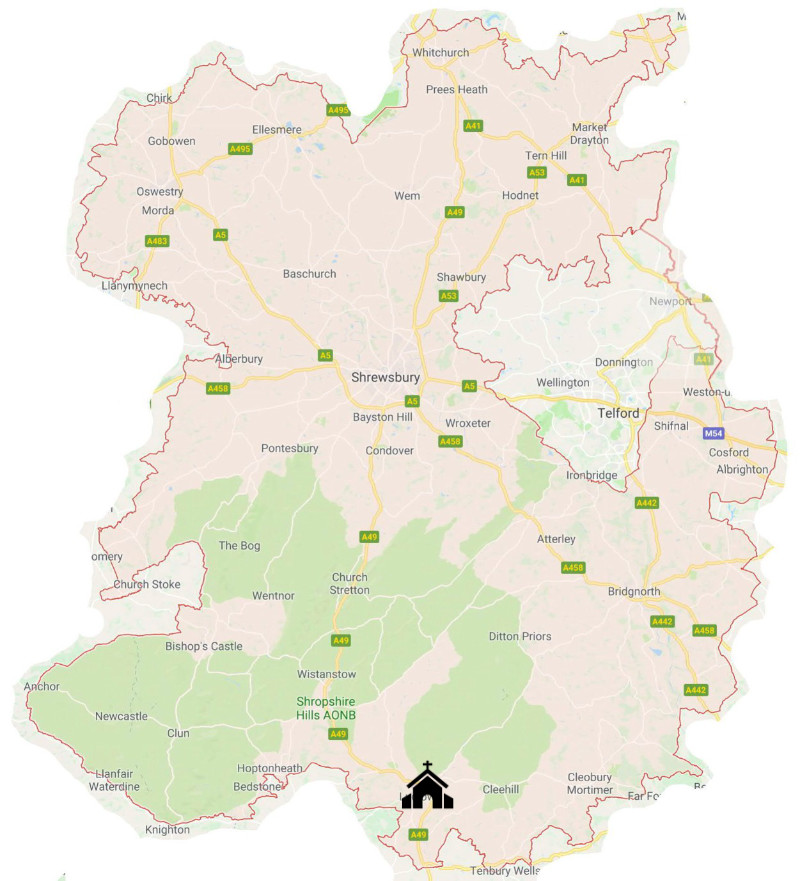 Whitchurch
Prees Heath
Chirk
A495
Ellesmere
A41
Market
Drayton
Gobowen
A495
Tern Hill
A53
A41
Oswestry
Wem
Hodnet
Morda
A49
A483
A5
Baschurch
Shawbury
Llanymynech
A53
Newport
Alberbury
A5
Donnington
A41
Shrewsbury
Wellington
A458
A5
Weston-u
A5
Bayston Hill
Wroxeter
Telford
Shifnal
M54
A458
Pontesbury
Condover
Cosford
Albrighton
Ironbridge
A442
A49
Atterley
The Bog
omery
A458
Church Stoke
Church
Stretton
Wentnor
Bridgnorth
A442
A458
A49
Ditton Priors
Bishop's Castle
Wistanstow
Anchor
A442
Shropshire
Hills AONB
Newcastle
Clun
A49
Hoptonheath
Llanfair
Waterdine
Bedstone
Cleobury
Mortimer
Cleehill
Knighton
A49
Tenbury Wells